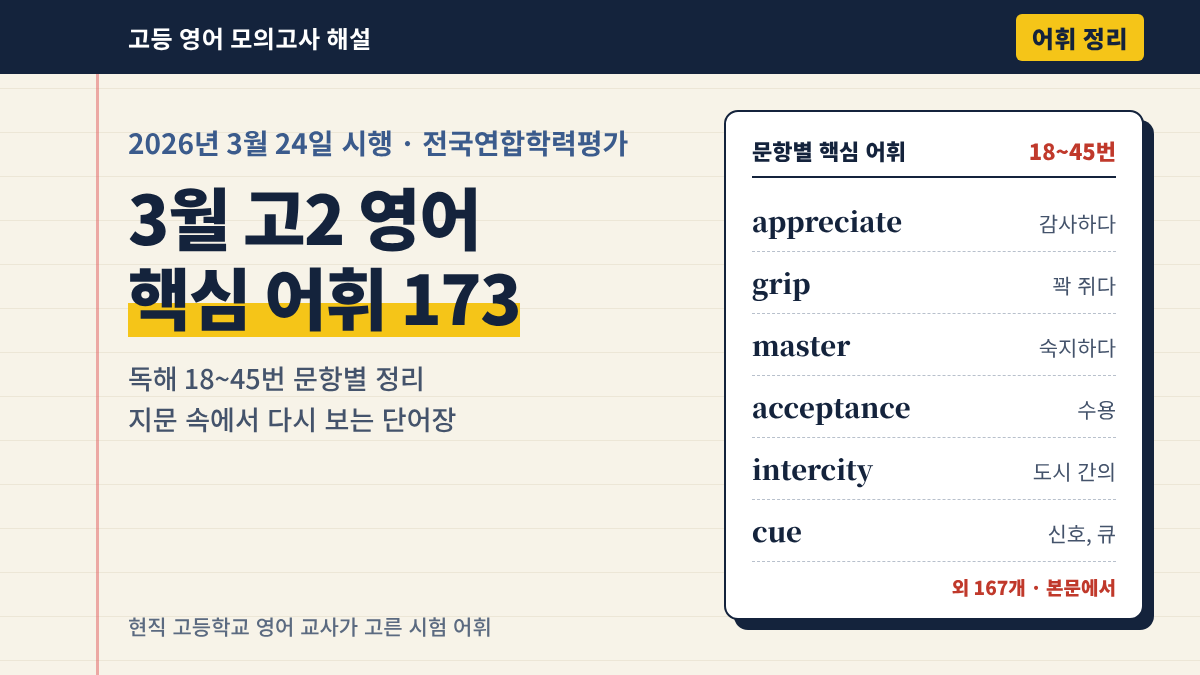 고등 영어 모의고사 해설
어휘 정리
2026년 3월 24일 시행 · 전국연합학력평가
3월 고2 영어
핵심 어휘 173
독해 18~45번 문항별 정리
지문 속에서 다시 보는 단어장
현직 고등학교 영어 교사가 고른 시험 어휘
문항별 핵심 어휘 18~45번
appreciate 감사하다
grip 꽉 쥐다
master 숙지하다
acceptance 수용
intercity 도시 간의
cue 신호, 큐
외 167개 · 본문에서